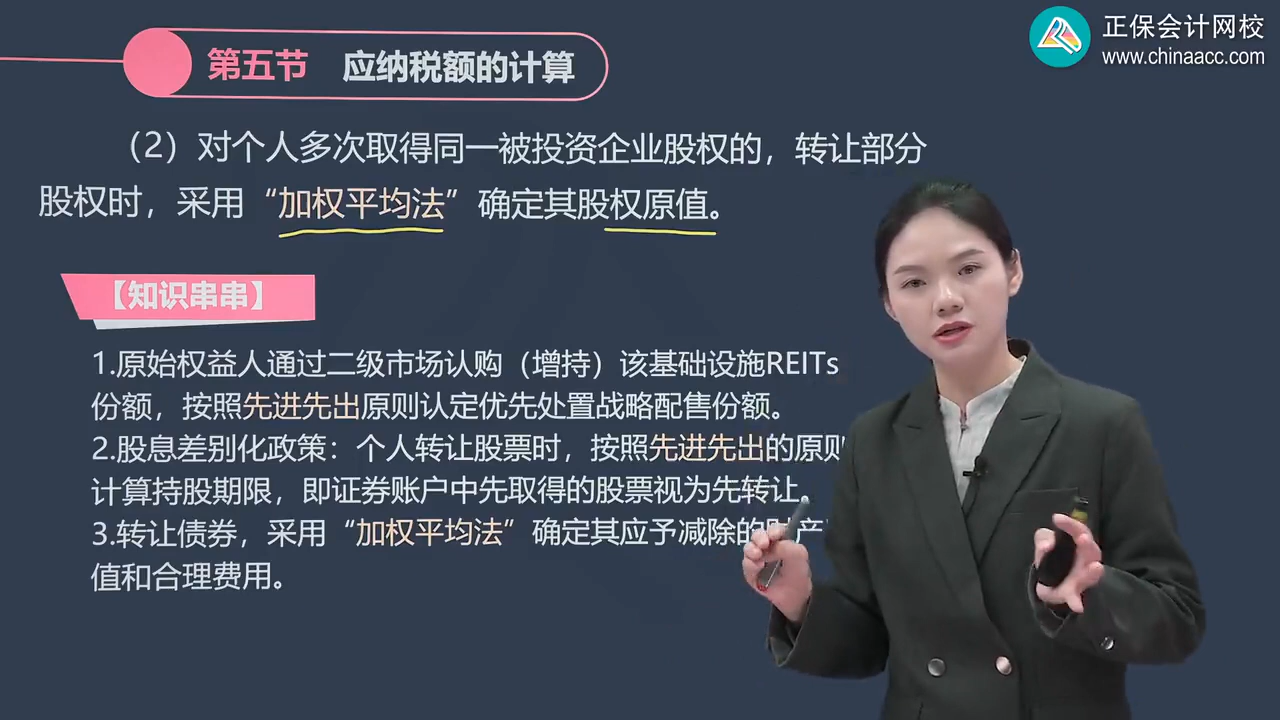 正保会计网校
www.chinaacc.com
第五节 应纳税额的计算
（2）对个人多次取得同一被投资企业股权的，转让部分
股权时，采用“加权平均法”确定其股权原值。
【知识串串】
1.原始权益人通过二级市场认购（增持）该基础设施REITs
份额，按照先进先出原则认定优先处置战略配售份额。
2.股息差别化政策：个人转让股票时，按照先进先出的原则
计算持股期限，即证券账户中先取得的股票视为先转让。
3.转让债券，采用“加权平均法”确定其应予减除的财产
值和合理费用。